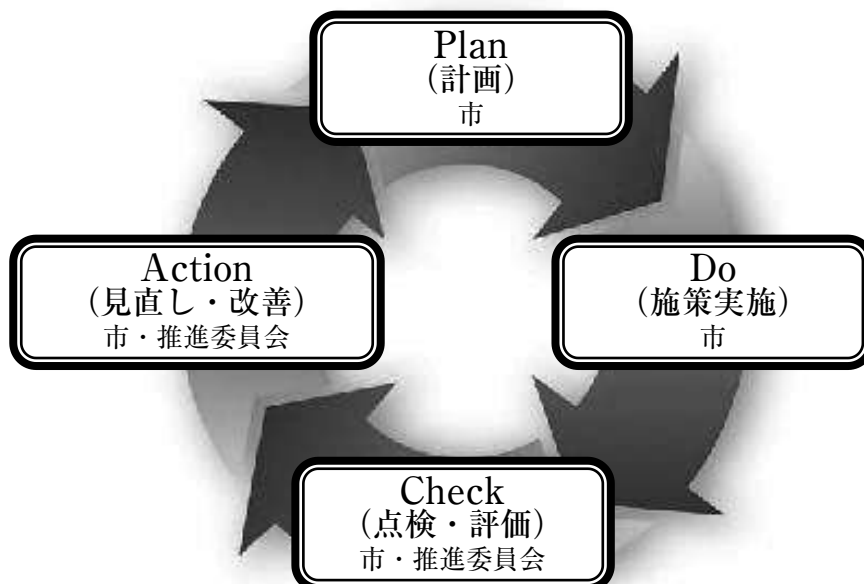 Plan
（計画）
市
Do
（施策実施）
市
Check
（点検・評価）
市・推進委員会
Action
（見直し・改善）
市・推進委員会